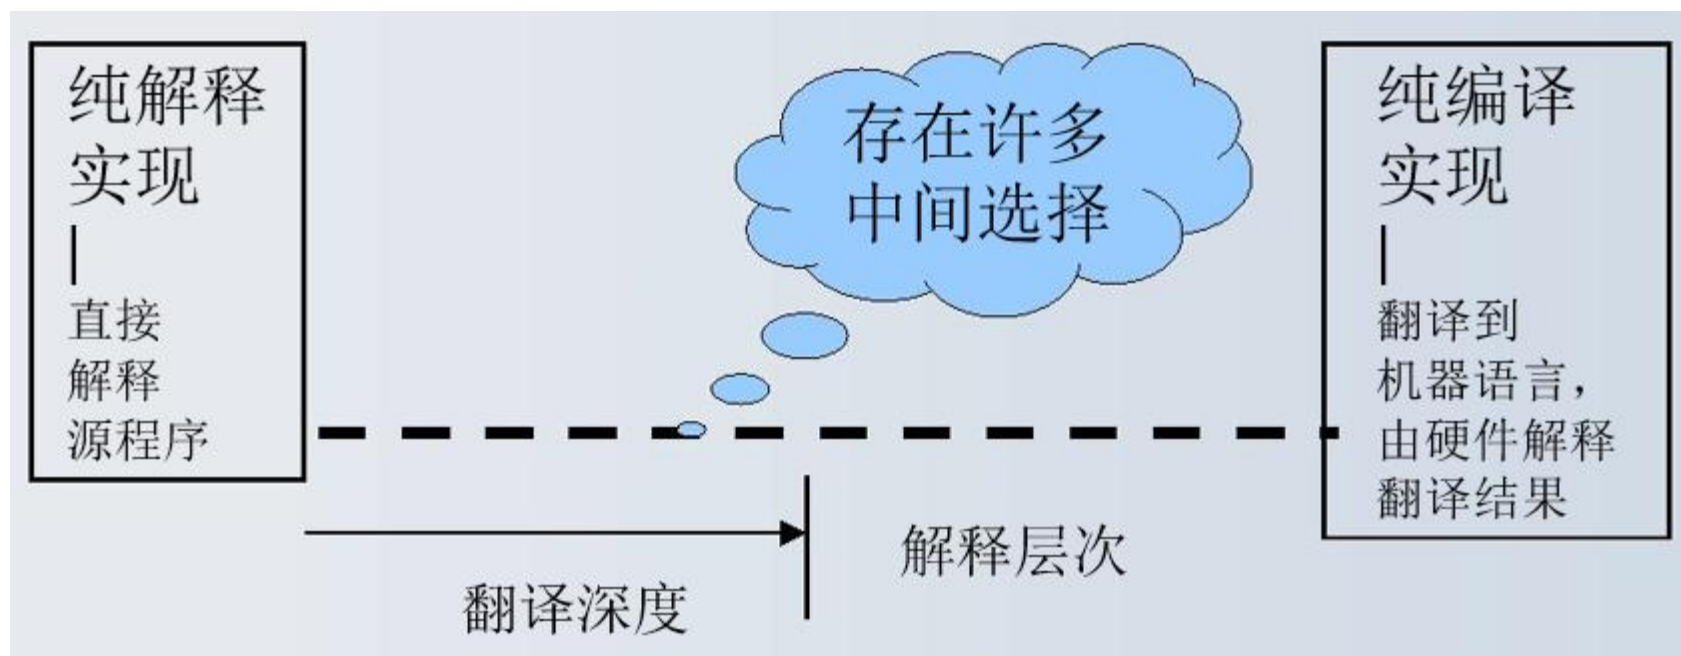 纯解释
实现
|
直接
解释
源程序
存在许多
中间选择
翻译深度
解释层次
纯编译
实现
|
翻译到
机器语言，
由硬件解释
翻译结果